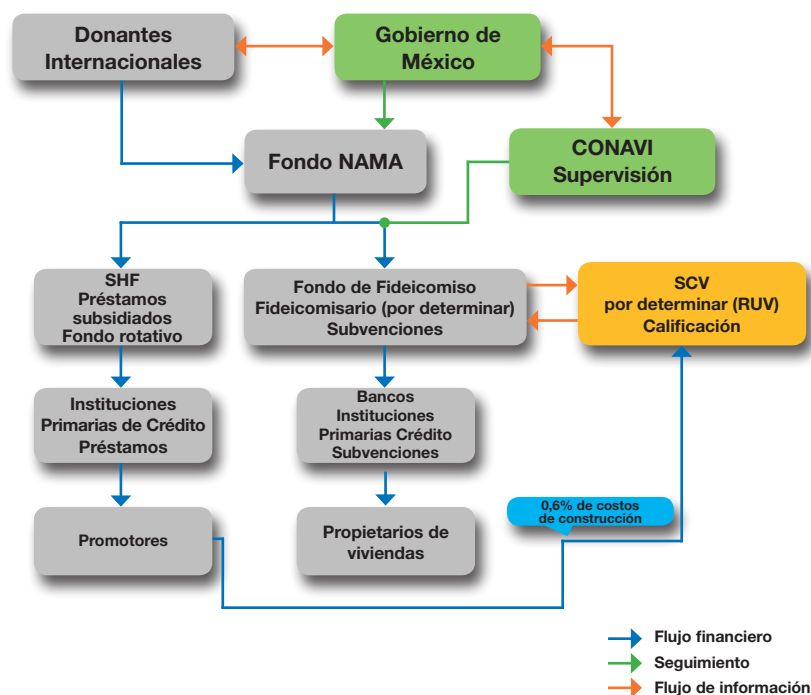 Donantes
Internacionales
Gobierno de
México
Fondo NAMA
CONAVI
Supervisión
SHF
Préstamos
subsidiados
Fondo rotativo
Fondo de Fideicomiso
Fideicomisario (por determinar)
Subvenciones
SCV
por determinar (RUV)
Calificación
Instituciones
Primarias de Crédito
Préstamos
Bancos
Instituciones
Primarias Crédito
Subvenciones
Promotores
Propietarios de
viviendas
0,6% de costos
de construcción
Flujo financiero
Seguimiento
Flujo de información